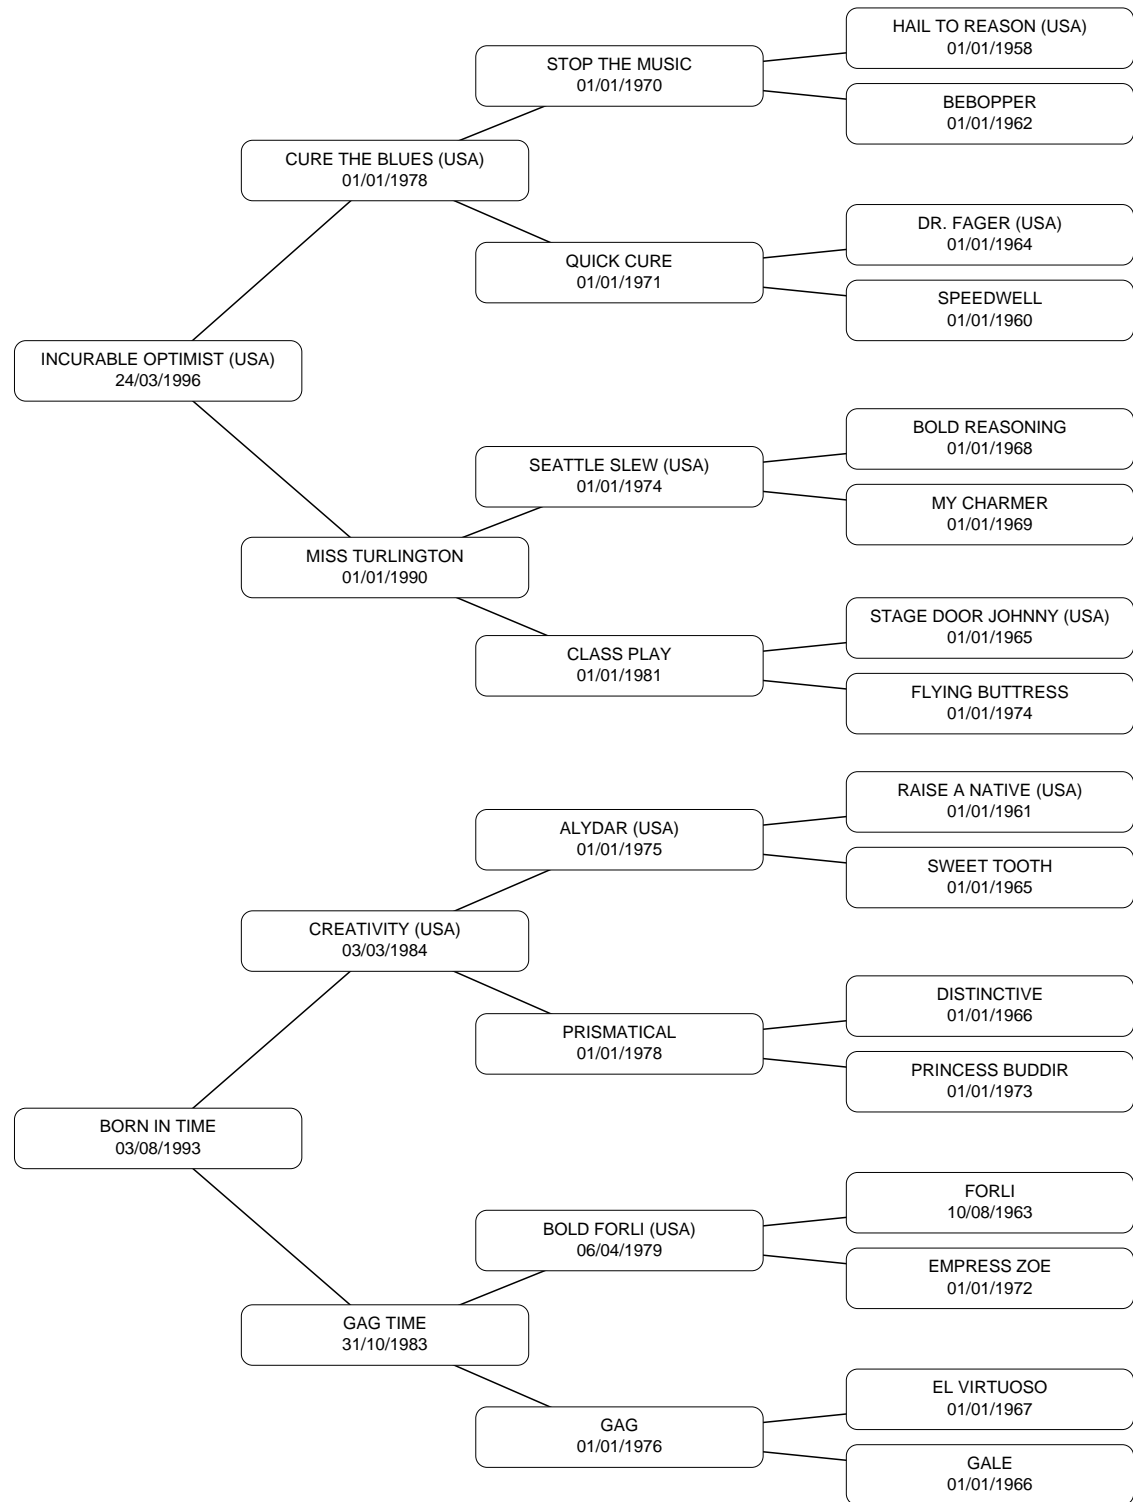 HAIL TO REASON (USA)
01/01/1958
STOP THE MUSIC
01/01/1970
BEBOPPER
01/01/1962
CURE THE BLUES (USA)
01/01/1978
DR. FAGER (USA)
01/01/1964
QUICK CURE
01/01/1971
SPEEDWELL
01/01/1960
INCURABLE OPTIMIST (USA)
24/03/1996
BOLD REASONING
01/01/1968
SEATTLE SLEW (USA)
01/01/1974
MY CHARMER
01/01/1969
MISS TURLINGTON
01/01/1990
STAGE DOOR JOHNNY (USA)
01/01/1965
CLASS PLAY
01/01/1981
FLYING BUTTRESS
01/01/1974
RAISE A NATIVE (USA)
01/01/1961
ALYDAR (USA)
01/01/1975
SWEET TOOTH
01/01/1965
CREATIVITY (USA)
03/03/1984
DISTINCTIVE
01/01/1966
PRISMATICAL
01/01/1978
PRINCESS BUDDIR
01/01/1973
BORN IN TIME
03/08/1993
FORLI
10/08/1963
BOLD FORLI (USA)
06/04/1979
EMPRESS ZOE
01/01/1972
GAG TIME
31/10/1983
EL VIRTUOSO
01/01/1967
GAG
01/01/1976
GALE
01/01/1966